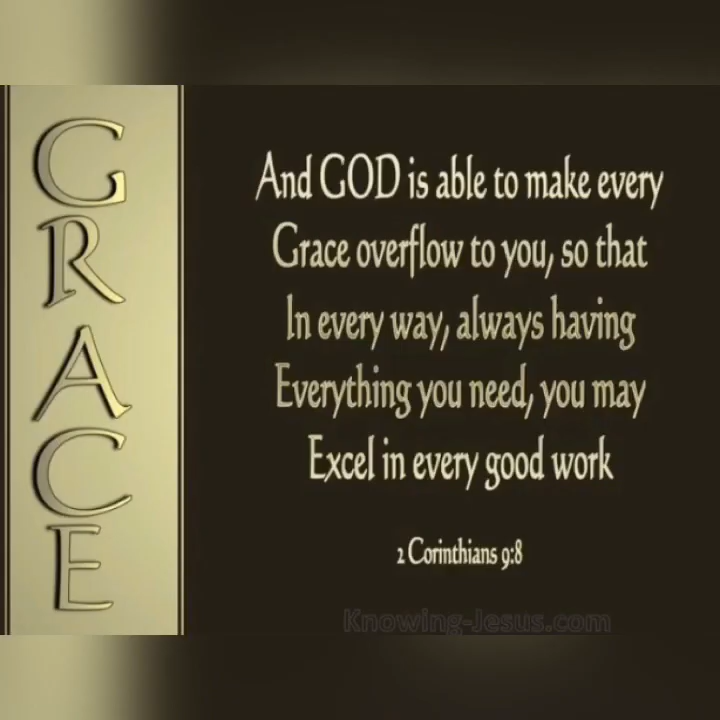 GRACE
And GOD is able to make every
Grace overflow to you, so that
In every way, always having
Everything you need, you may
Excel in every good work
2 Corinthians 9:8
Knowing-Jesus.com